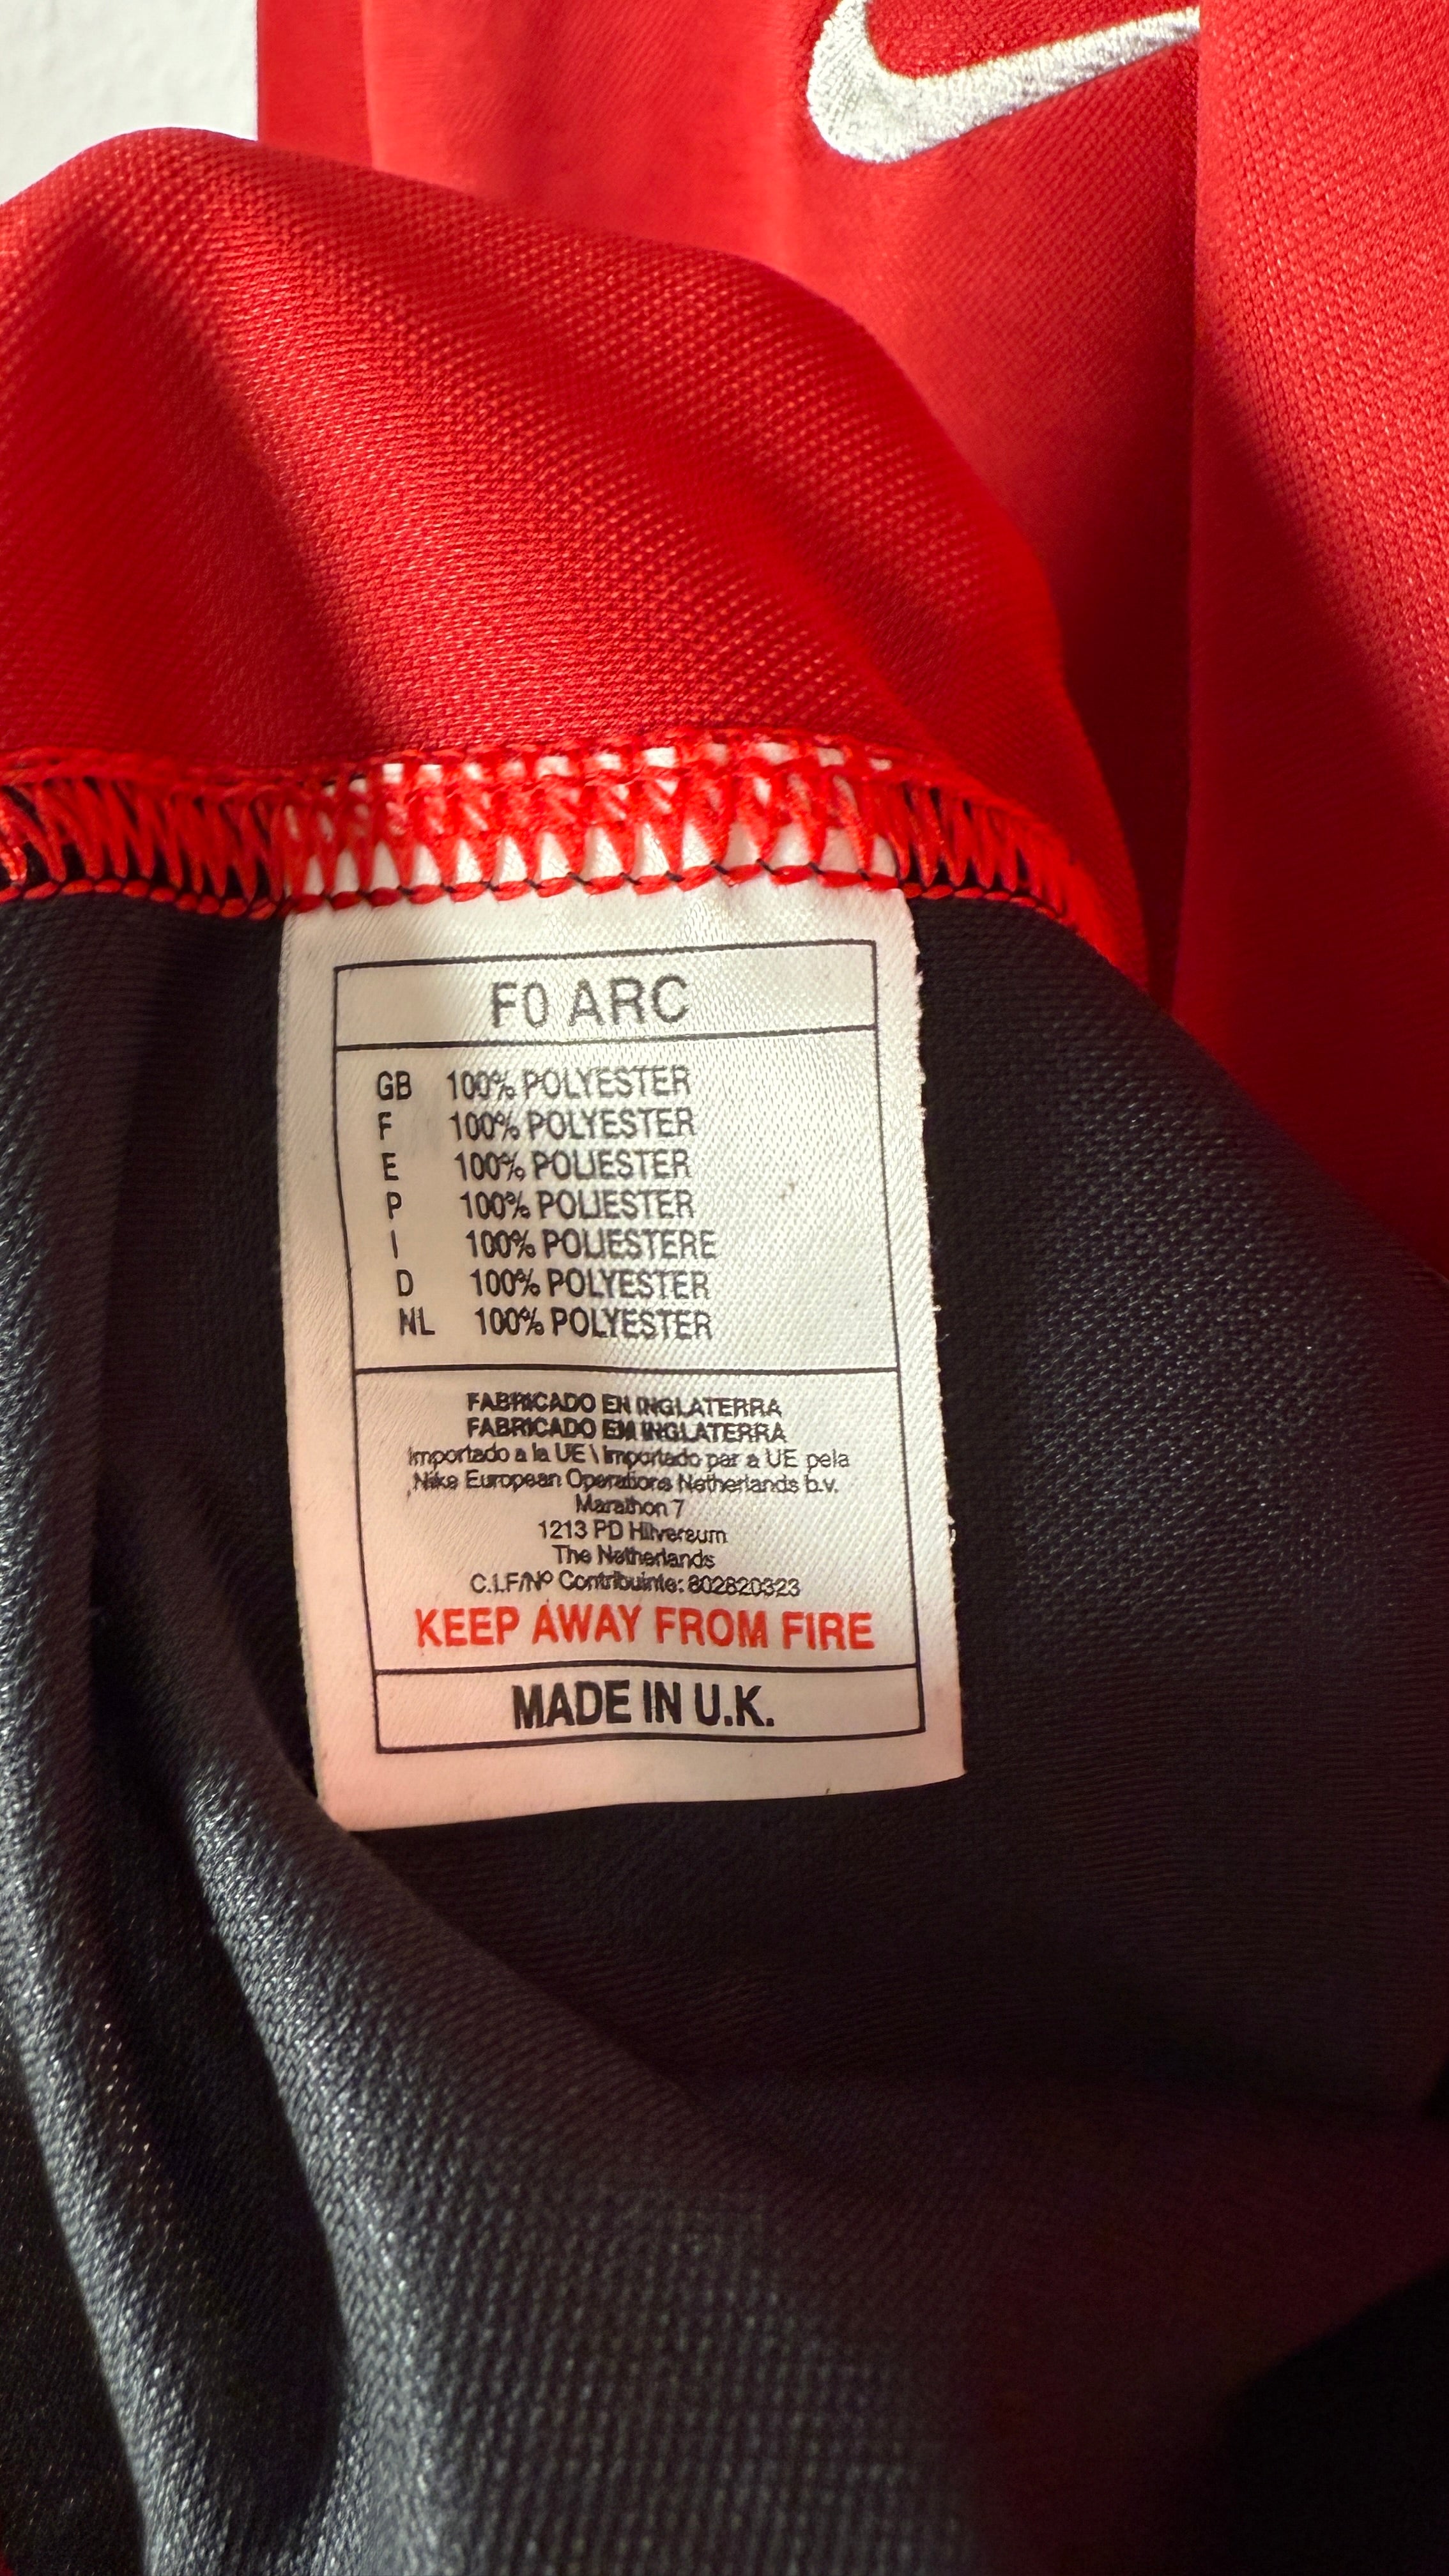 F0 ARC
GB 100% POLYESTER
F 100% POLYESTER
E 100% POLIESTER
P 100% POLIESTER
I 100% POLIESTERE
D 100% POLYESTER
NL 100% POLYESTER
FABRICADO EN INGLATERRA
FABRICADO EM INGLATERRA
Importado a la UE \ Importado par a UE pela
Nike European Operations Netherlands b.v.
Marathon 7
1213 PD Hilversum
The Netherlands
C.I.F/Nº Contribuinte: 802820323
KEEP AWAY FROM FIRE
MADE IN U.K.